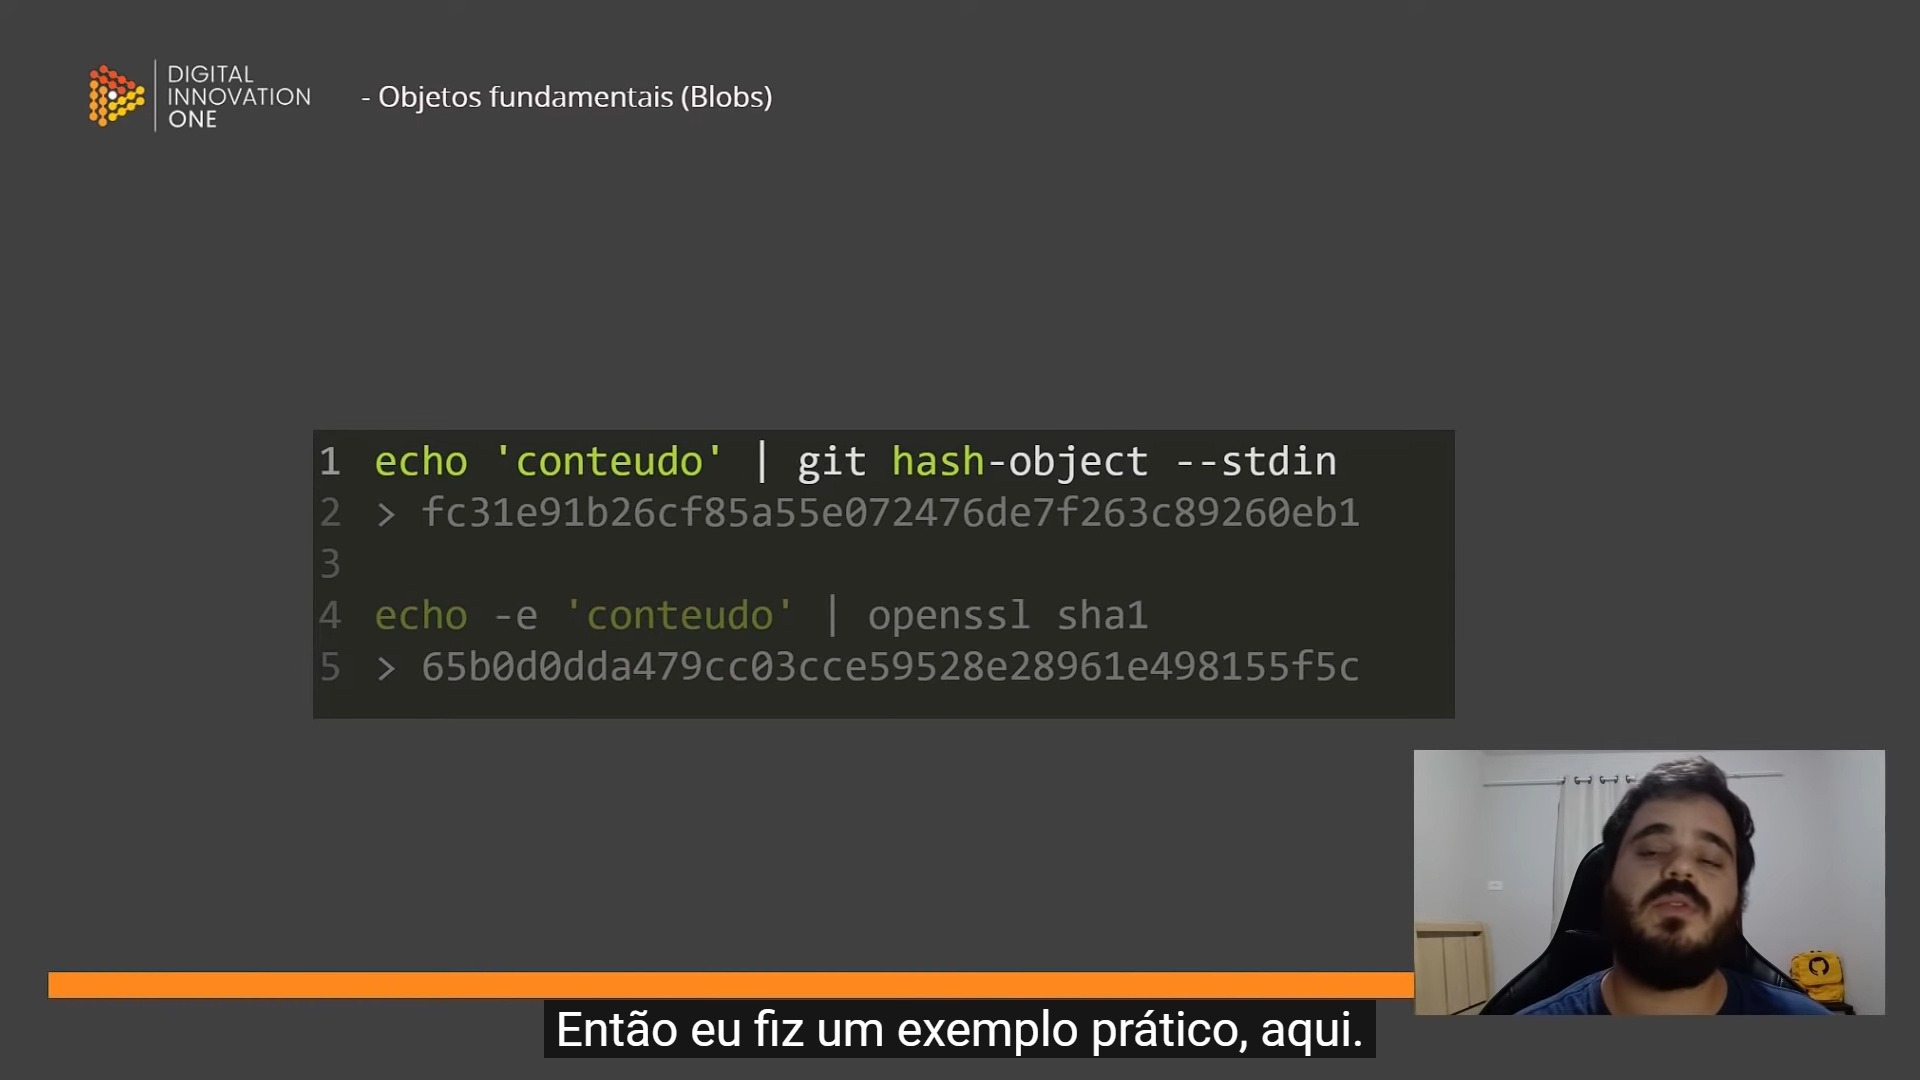 DIGITAL
INNOVATION
ONE
- Objetos fundamentais (Blobs)
1 echo 'conteudo' | git hash-object --stdin
2 > fc31e91b26cf85a55e072476de7f263c89260eb1
3
4 echo -e 'conteudo' | openssl sha1
5 > 65b0d0dda479cc03cce59528e28961e498155f5c
Então eu fiz um exemplo prático, aqui.